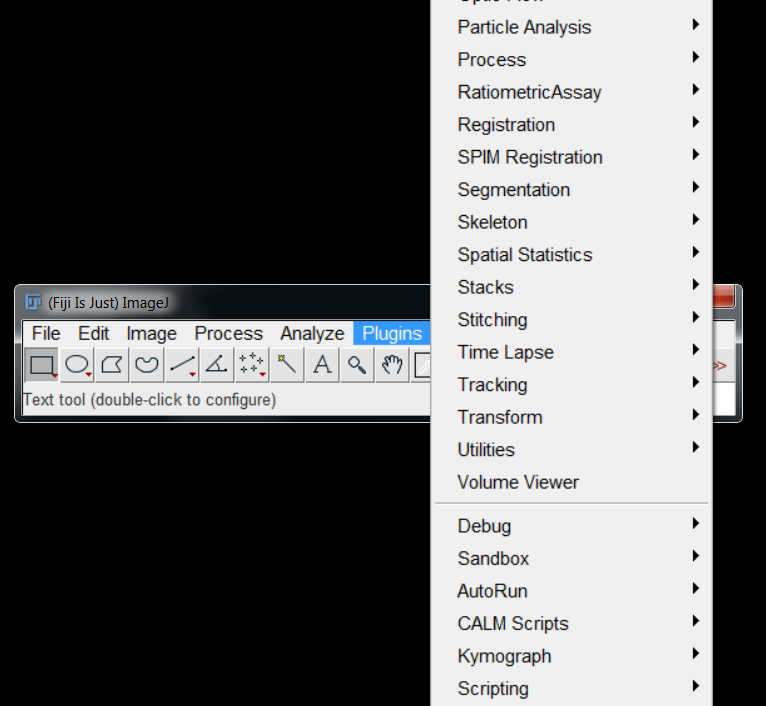 Particle Analysis
Process
RatiometricAssay
Registration
SPIM Registration
Segmentation
Skeleton
Spatial Statistics
Stacks
Stitching
Time Lapse
Tracking
Transform
Utilities
Volume Viewer
Debug
Sandbox
AutoRun
CALM Scripts
Kymograph
Scripting
(Fiji Is Just) ImageJ
File Edit Image Process Analyze Plugins
A
>>
Text tool (double-click to configure)